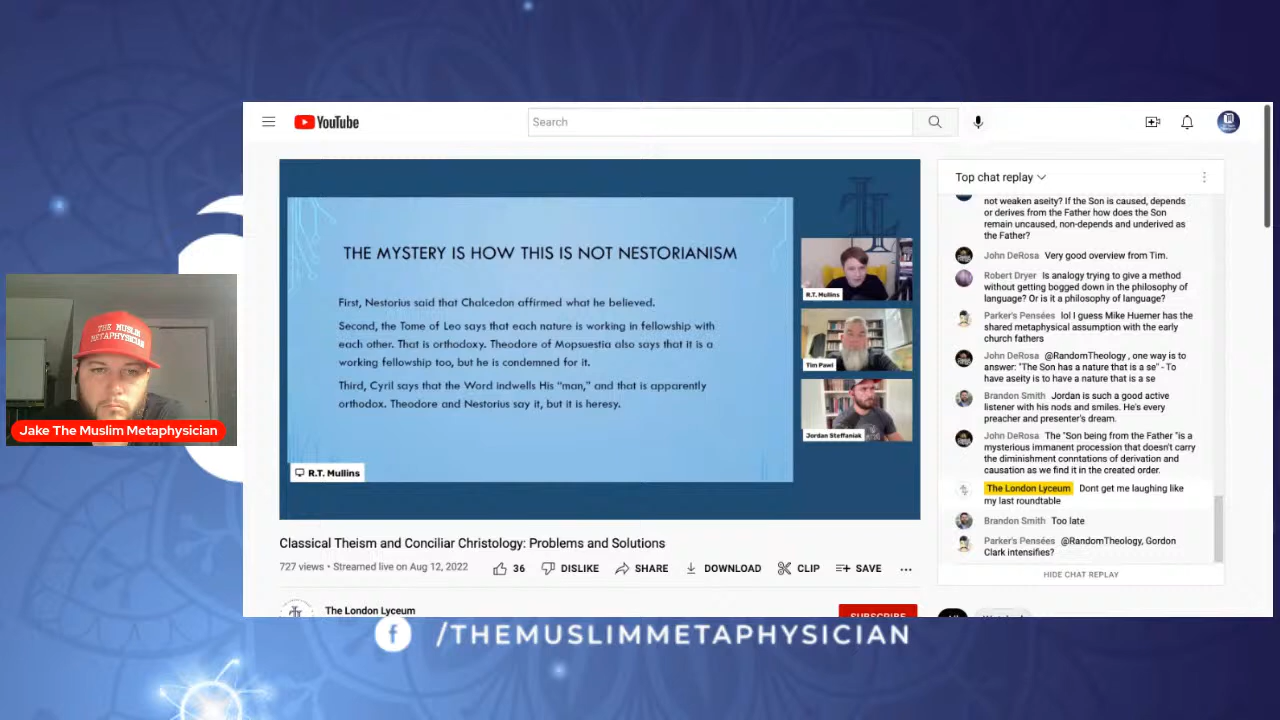 YouTube
Search
THE MYSTERY IS HOW THIS IS NOT NESTORIANISM
First, Nestorius said that Chalcedon affirmed what he believed.
Second, the Tome of Leo says that each nature is working in fellowship with
each other. That is orthodoxy. Theodore of Mopsuestia also says that it is a
working fellowship too, but he is condemned for it.
Third, Cyril says that the Word indwells His “man,” and that is apparently
orthodox. Theodore and Nestorius say it, but it is heresy.
R.T. Mullins
R.T. Mullins
Tim Pawl
Jordan Steffaniak
THE MUSLIM
METAPHYSICIAN
Jake The Muslim Metaphysician
Classical Theism and Conciliar Christology: Problems and Solutions
727 views • Streamed live on Aug 12, 2022
36
DISLIKE
SHARE
DOWNLOAD
CLIP
SAVE
The London Lyceum
SUBSCRIBE
Top chat replay
not weaken aseity? If the Son is caused, depends
or derives from the Father how does the Son
remain uncaused, non-depends and underived as
the Father?
John DeRosa Very good overview from Tim.
Robert Dryer Is analogy trying to give a method
without getting bogged down in the philosophy of
language? Or is it a philosophy of language?
Parker's Pensées lol I guess Mike Huemer has the
shared metaphysical assumption with the early
church fathers
John DeRosa @RandomTheology , one way is to
answer: "The Son has a nature that is a se" - To
have aseity is to have a nature that is a se
Brandon Smith Jordan is such a good active
listener with his nods and smiles. He's every
preacher and presenter's dream.
John DeRosa The "Son being from the Father "is a
mysterious immanent procession that doesn't carry
the diminishment conntations of derivation and
causation as we find it in the created order.
The London Lyceum Dont get me laughing like
my last roundtable
Brandon Smith Too late
Parker's Pensées @RandomTheology, Gordon
Clark intensifies?
HIDE CHAT REPLAY
/THEMUSLIMMETAPHYSICIAN